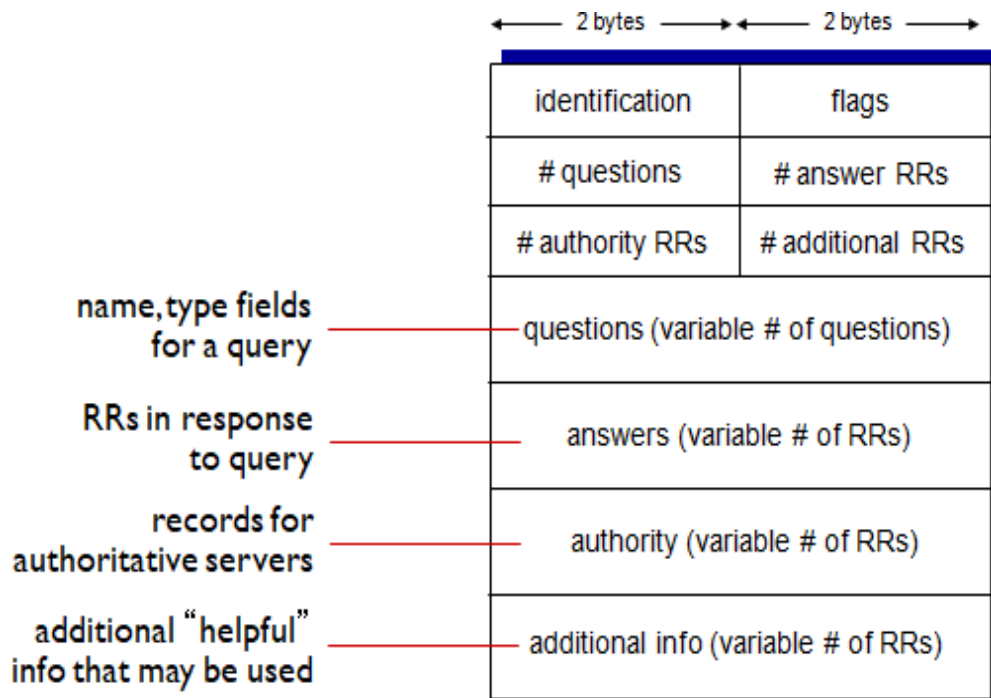 2 bytes 2 bytes
identification flags
# questions # answer RRs
# authority RRs # additional RRs
name, type fields
for a query
questions (variable # of questions)
RRs in response
to query
answers (variable # of RRs)
records for
authoritative servers
authority (variable # of RRs)
additional “helpful”
info that may be used
additional info (variable # of RRs)